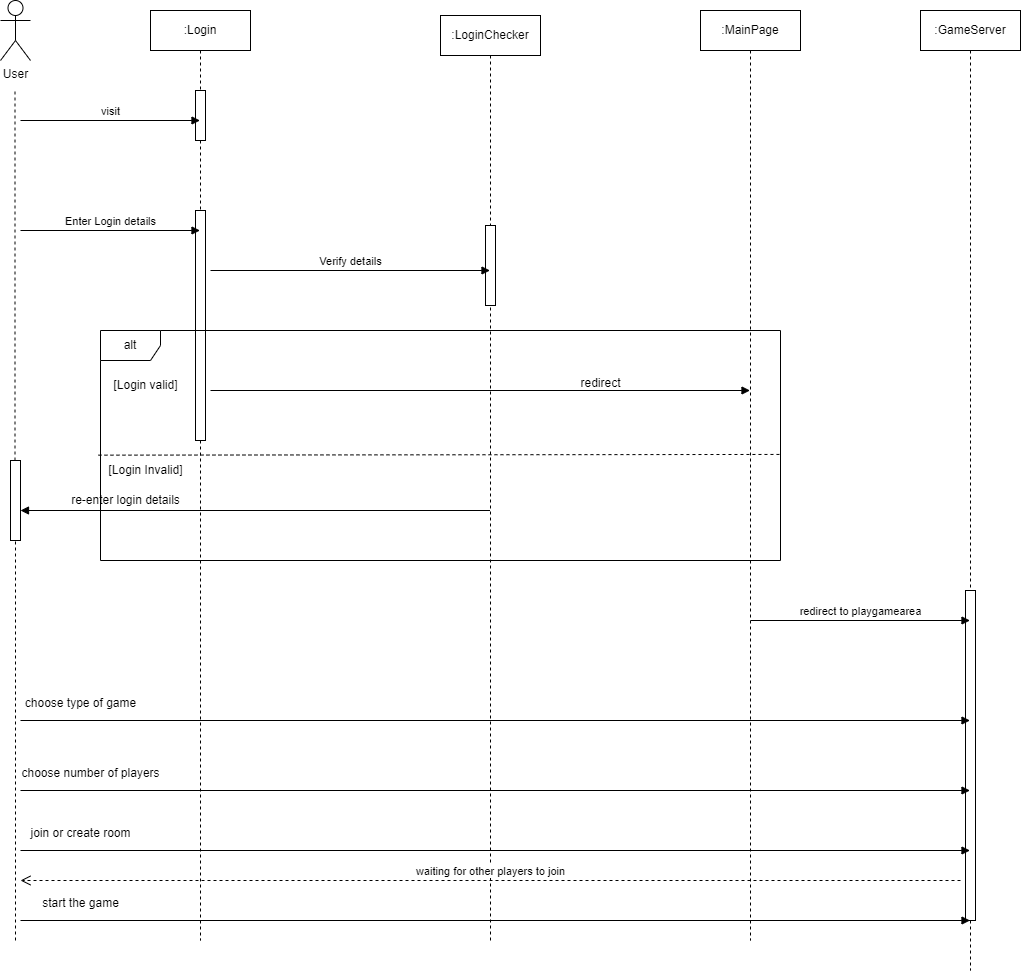 :Login
:LoginChecker
:MainPage
:GameServer
User
visit
Enter Login details
Verify details
alt
[Login valid]
redirect
[Login Invalid]
re-enter login details
redirect to playgamearea
choose type of game
choose number of players
join or create room
waiting for other players to join
start the game